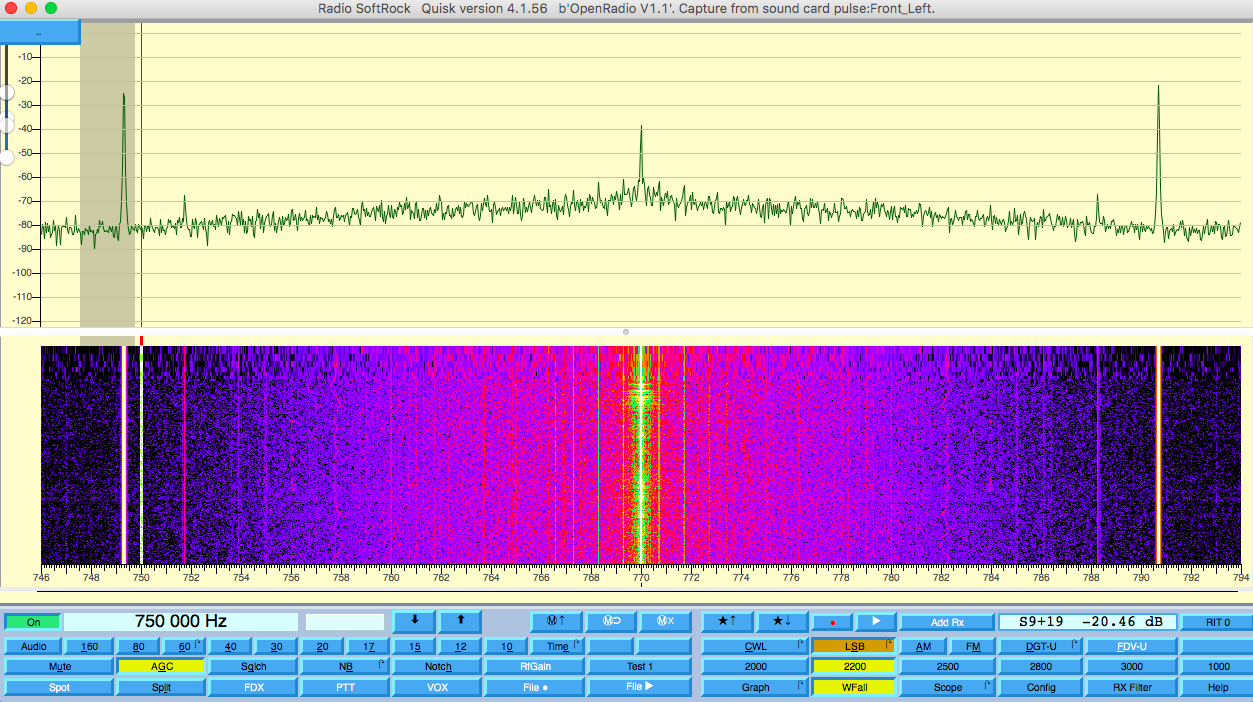 Radio SoftRock Quisk version 4.1.56 b'OpenRadio V1.1'. Capture from sound card pulse:Front_Left.
..
-10
-20
-30
-40
-50
-60
-70
-80
-90
-100
-110
-120
746 748 750 752 754 756 758 760 762 764 766 768 770 772 774 776 778 780 782 784 786 788 790 792 794
On 750 000 Hz Ⓜ↑ Ⓜ⊃ Ⓜx ★↑ ★↓ Add Rx S9+19 -20.46 dB RIT 0
Audio 160 80 60 40 30 20 17 15 12 10 Time CWL LSB AM FM DGT-U FDV-U
Mute AGC Sqlch NB Notch RfGain Test 1 2000 2200 2500 2800 3000 1000
Spot Split FDX PTT VOX File ● File ▶ Graph WFall Scope Config RX Filter Help